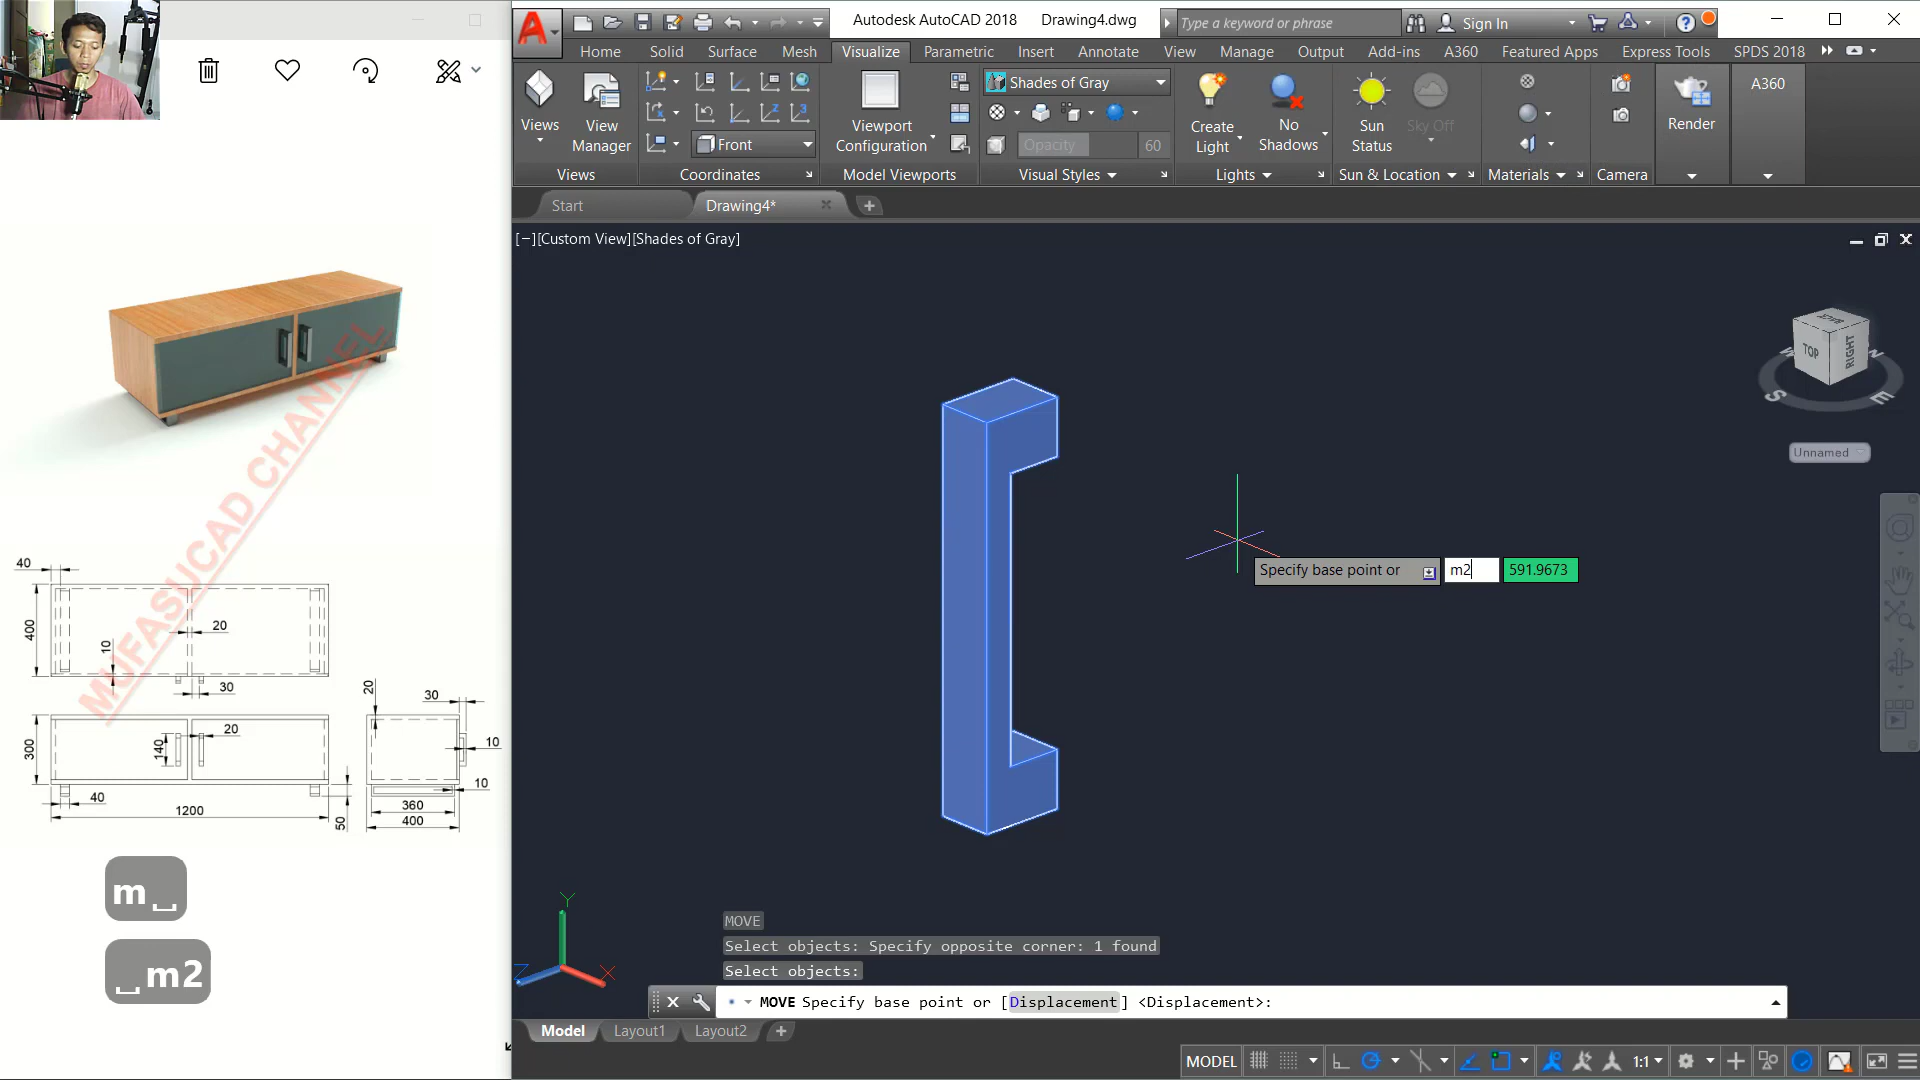 Autodesk AutoCAD 2018 Drawing4.dwg
Type a keyword or phrase
Sign In
Home Solid Surface Mesh Visualize Parametric Insert Annotate View Manage Output Add-ins A360 Featured Apps Express Tools SPDS 2018
Views
View
Manager
Front
Viewport
Configuration
Shades of Gray
Opacity 60
Create
Light
No
Shadows
Sun
Status
Sky Off
Render
A360
Views Coordinates Model Viewports Visual Styles Lights Sun & Location Materials Camera
Start Drawing4*
[−][Custom View][Shades of Gray]
BACK
TOP RIGHT
W N
S E
Unnamed
MUFASUCAD CHANNEL
40
400
10
20
30
20
30
300
140
20
10
10
40
1200
50
360
400
Specify base point or m2 591.9673
m
m2
Y
Z X
MOVE
Select objects: Specify opposite corner: 1 found
Select objects:
MOVE Specify base point or [Displacement] <Displacement>:
Model Layout1 Layout2
MODEL 1:1